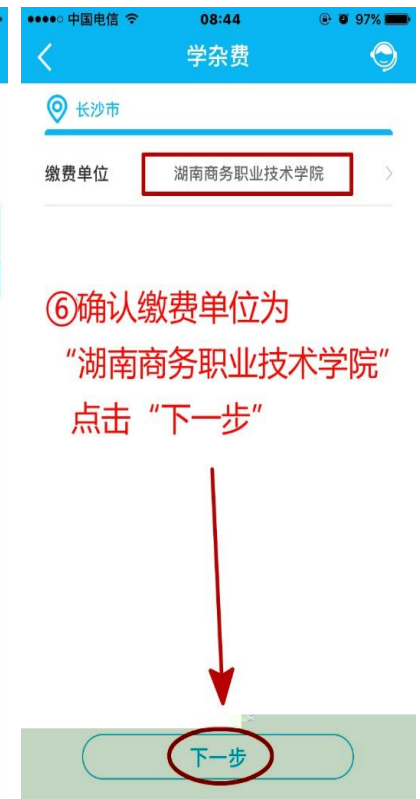 中国电信 08:44 97%
学杂费
长沙市
缴费单位 湖南商务职业技术学院
⑥确认缴费单位为
“湖南商务职业技术学院”
点击“下一步”
下一步